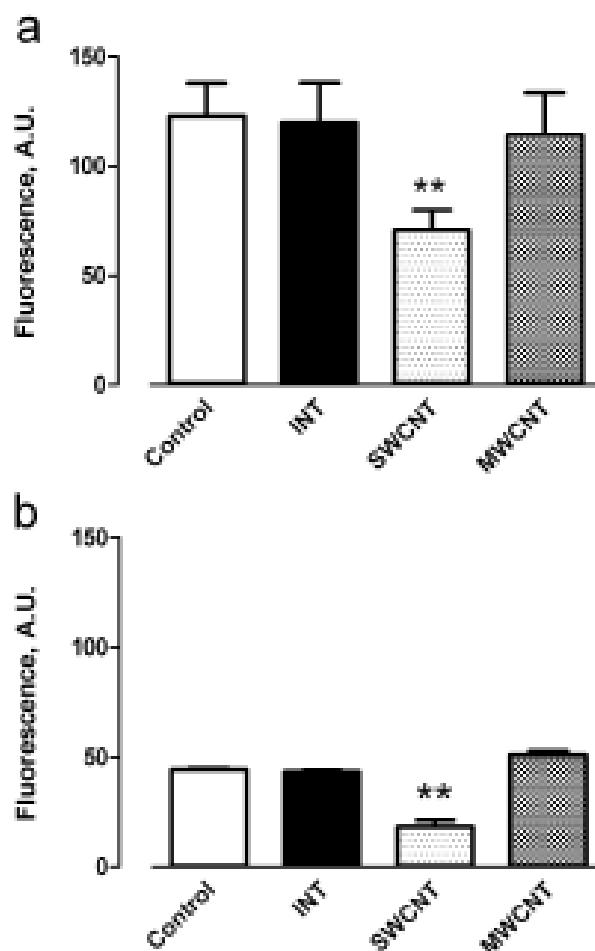 a
Fluorescence, A.U.
150
100
50
0
**
Control
INT
SWCNT
MWCNT
b
Fluorescence, A.U.
150
100
50
0
**
Control
INT
SWCNT
MWCNT